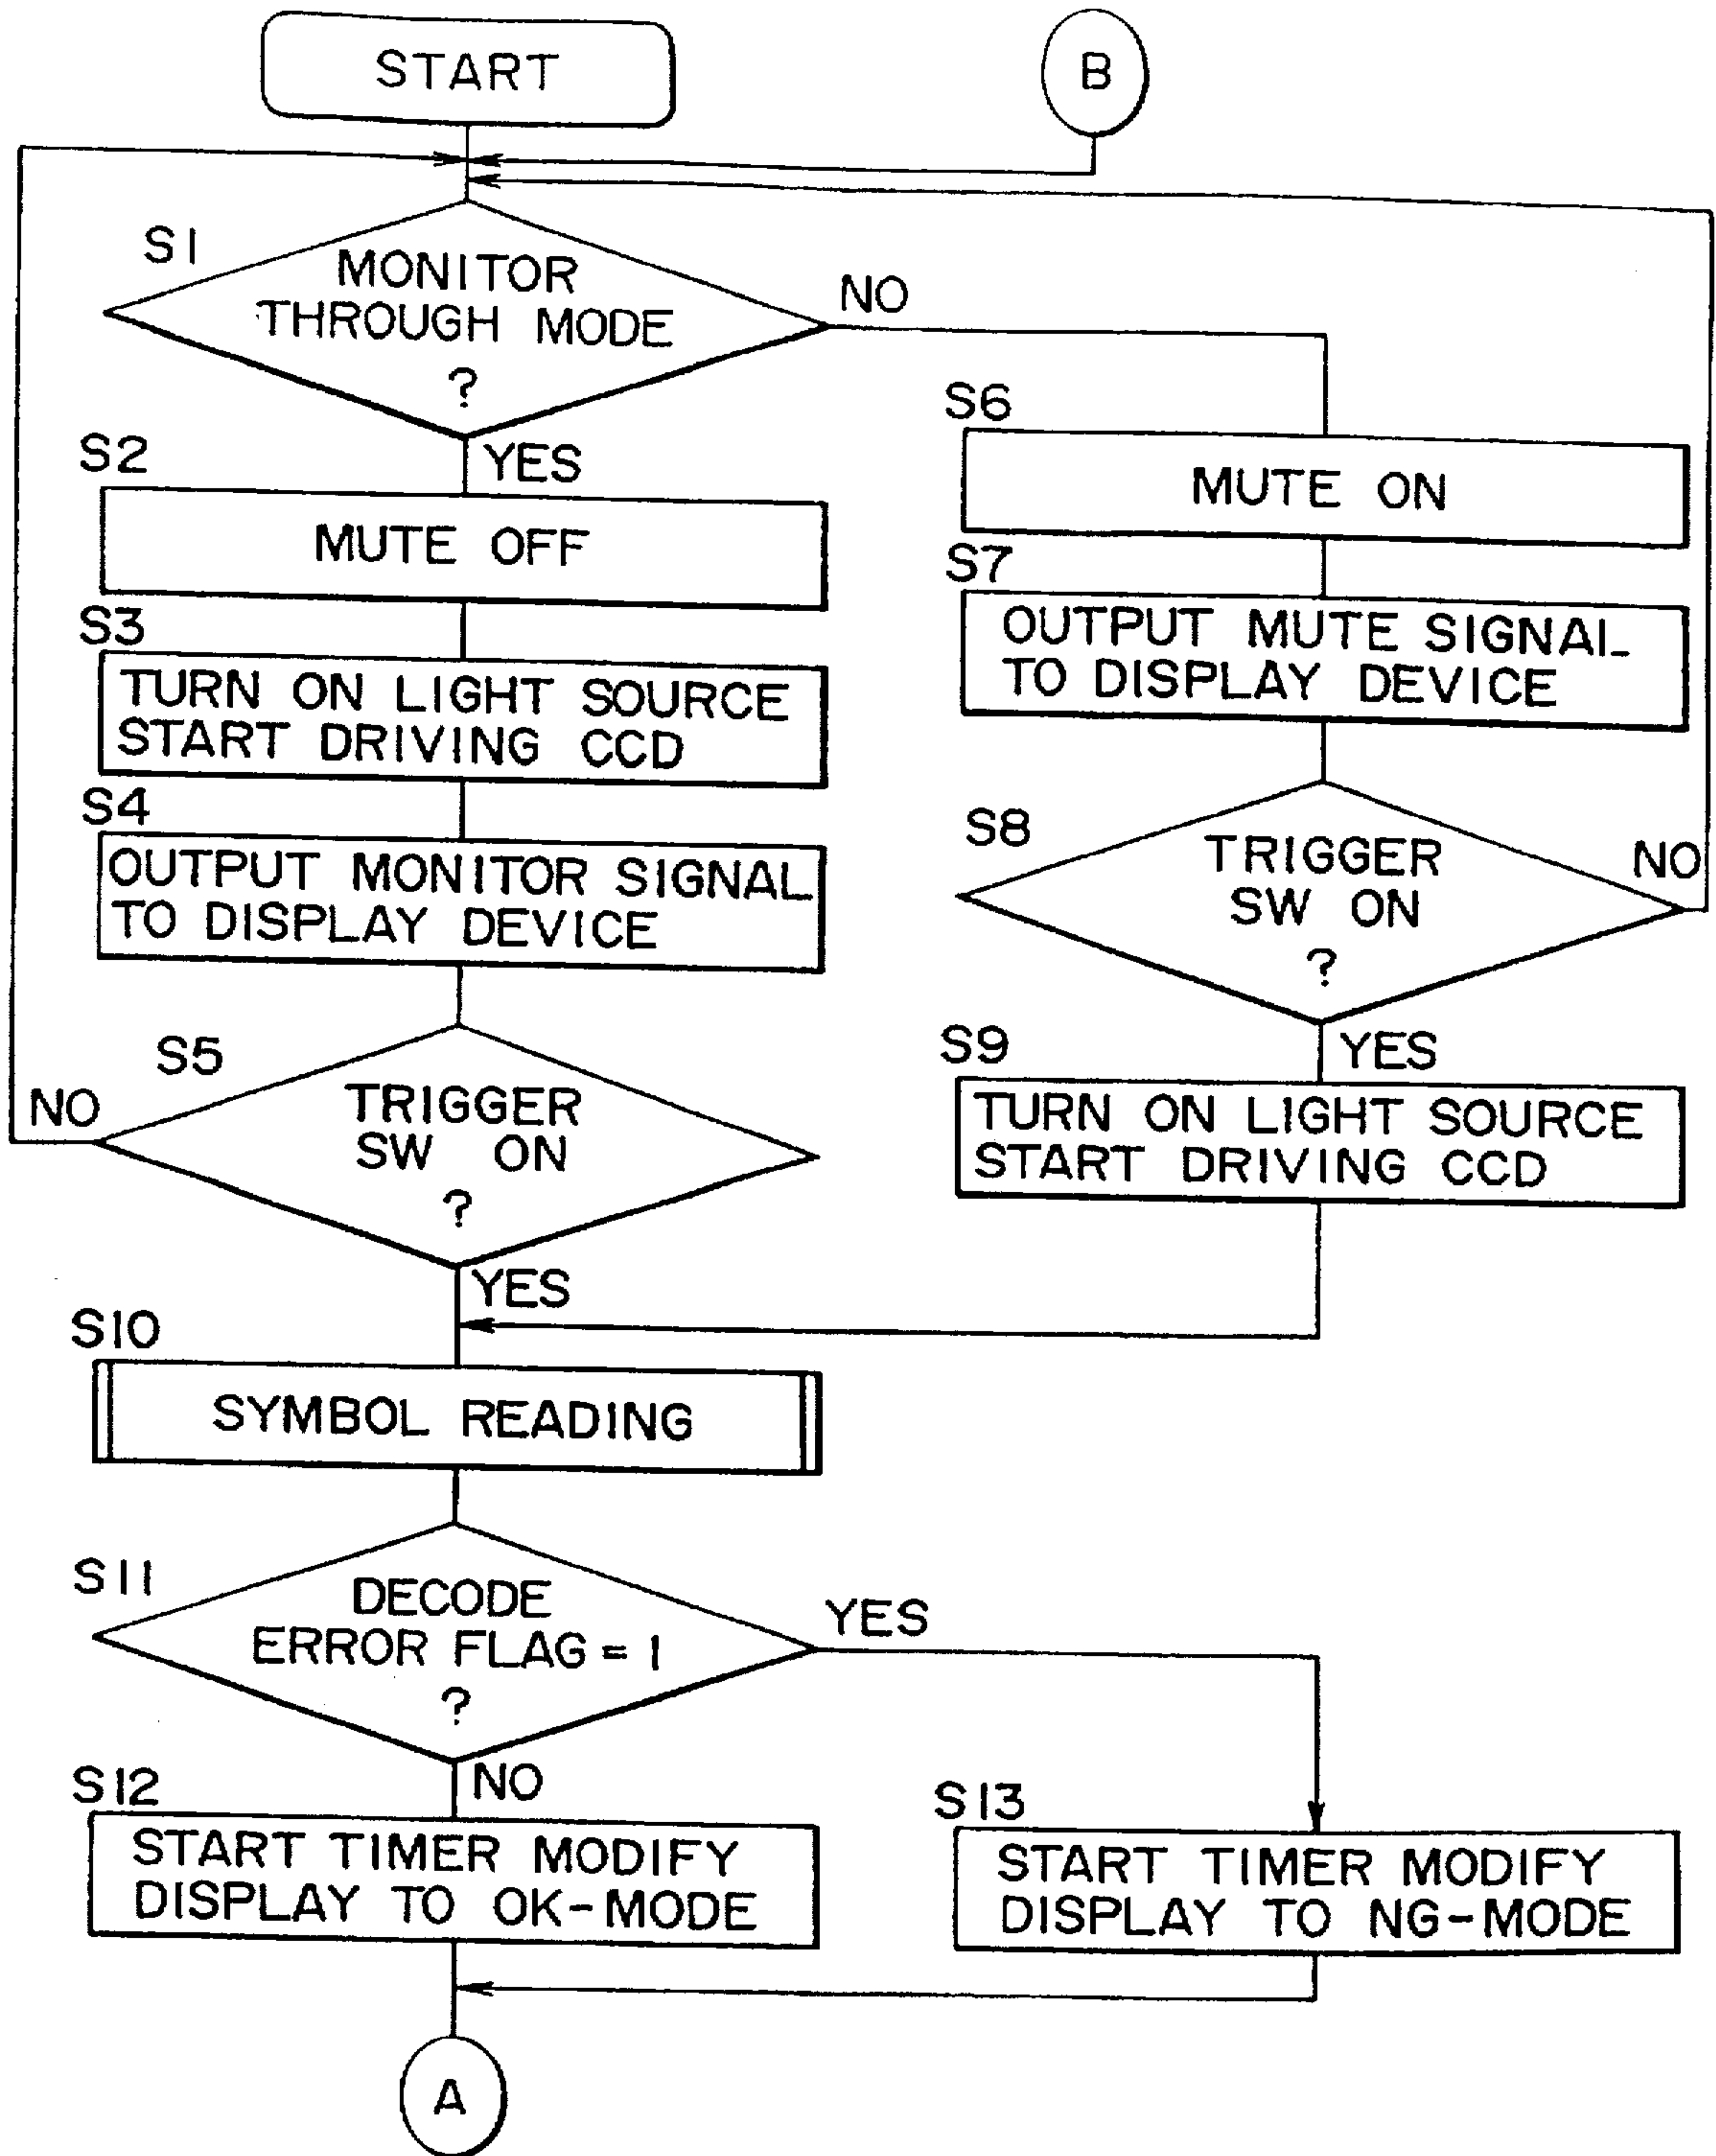 START
B
S1
MONITOR
THROUGH MODE
?
NO
YES
S2
MUTE OFF
S3
TURN ON LIGHT SOURCE
START DRIVING CCD
S4
OUTPUT MONITOR SIGNAL
TO DISPLAY DEVICE
S5
TRIGGER
SW ON
?
NO
YES
S6
MUTE ON
S7
OUTPUT MUTE SIGNAL
TO DISPLAY DEVICE
S8
TRIGGER
SW ON
?
NO
YES
S9
TURN ON LIGHT SOURCE
START DRIVING CCD
S10
SYMBOL READING
S11
DECODE
ERROR FLAG = 1
?
YES
NO
S12
START TIMER MODIFY
DISPLAY TO OK-MODE
S13
START TIMER MODIFY
DISPLAY TO NG-MODE
A